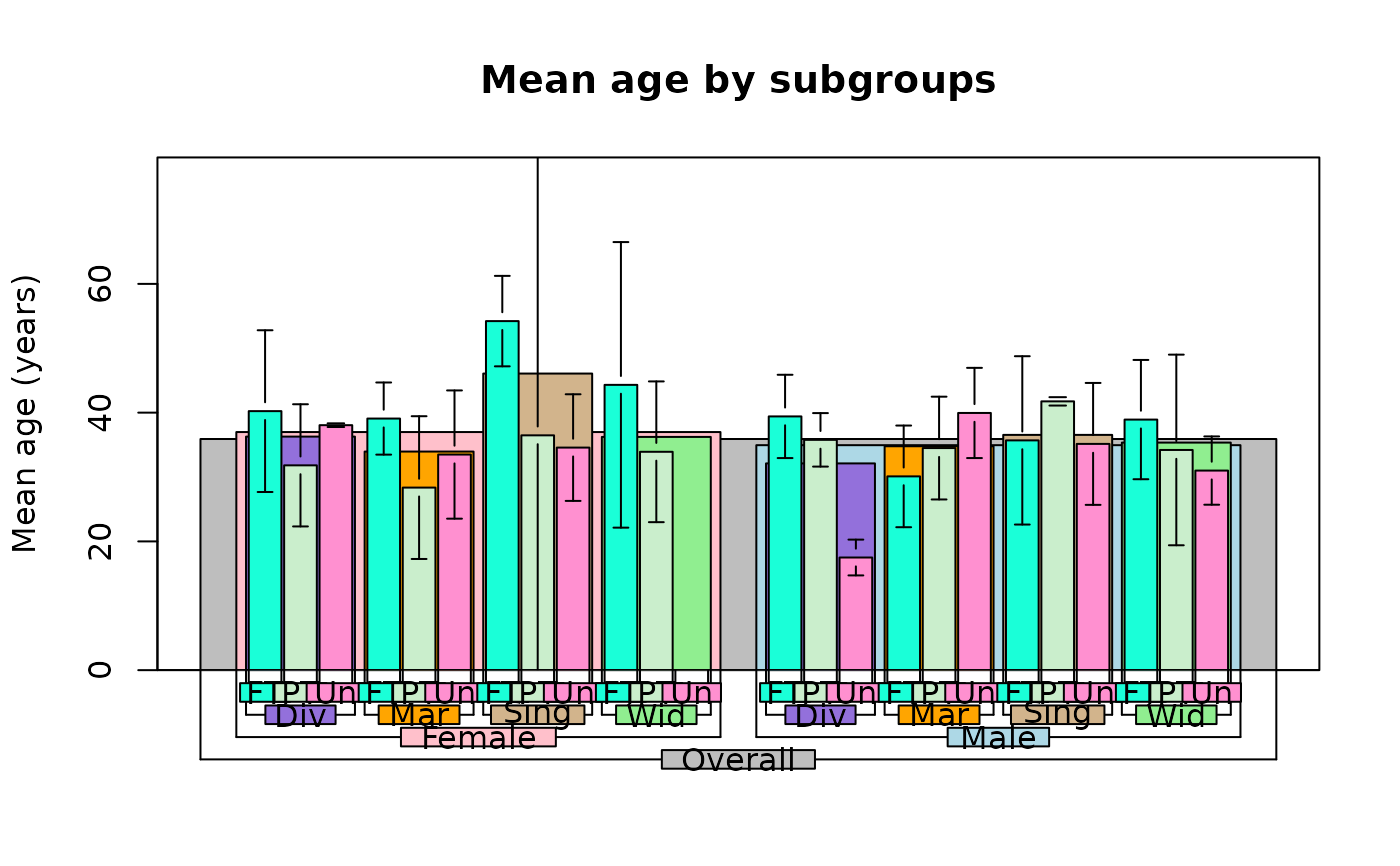 Mean age by subgroups
Mean age (years)
60
40
20
0
FT PT Un FT PT Un FT PT Un FT PT Un FT PT Un FT PT Un FT PT Un FT PT Un
Div Mar Sing Wid Div Mar Sing Wid
Female Male
Overall